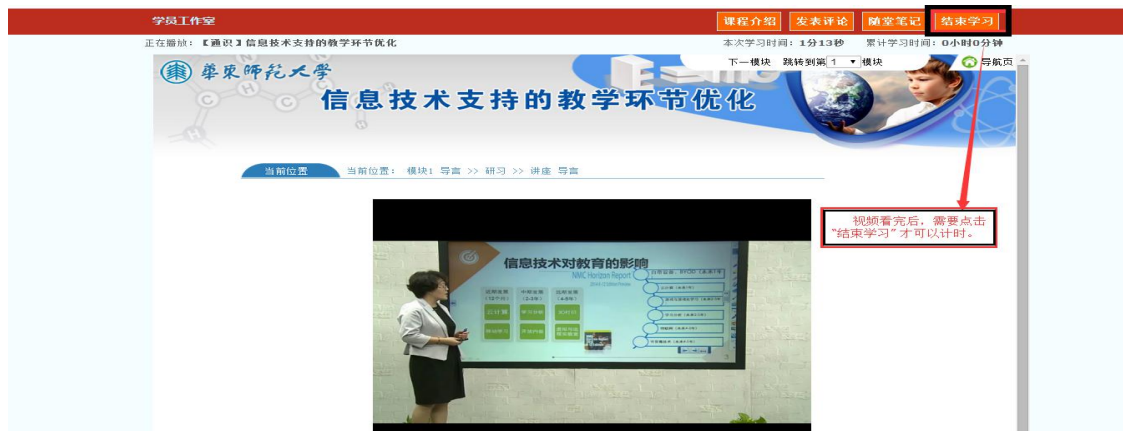 学员工作室
课程介绍 发表评论 随堂笔记 结束学习
正在播放：【通识】信息技术支持的教学环节优化
本次学习时间：1分13秒 累计学习时间：0小时0分钟
華東師範大學
下一模块 跳转到第 1 模块 导航页
信息技术支持的教学环节优化
当前位置 当前位置： 模块1 导言 >> 研习 >> 讲座 导言
视频看完后，需要点击
“结束学习”才可以计时。
信息技术对教育的影响
NMC Horizon Report
云计算